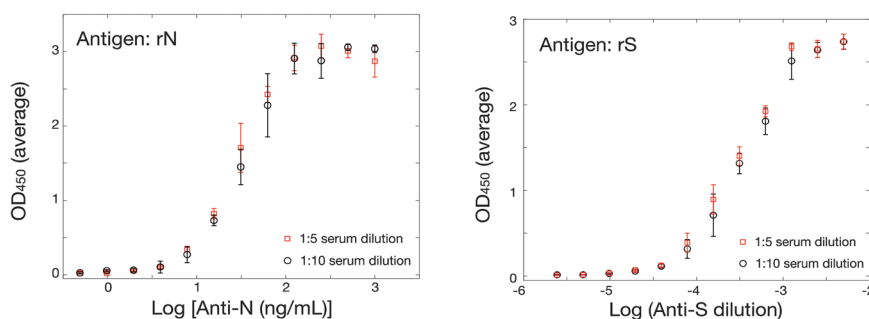 Antigen: rN
OD450 (average)
3
2
1
0
0
1
2
3
1:5 serum dilution
1:10 serum dilution
Log [Anti-N (ng/mL)]
Antigen: rS
OD450 (average)
3
2
1
0
-6
-5
-4
-3
-2
1:5 serum dilution
1:10 serum dilution
Log (Anti-S dilution)